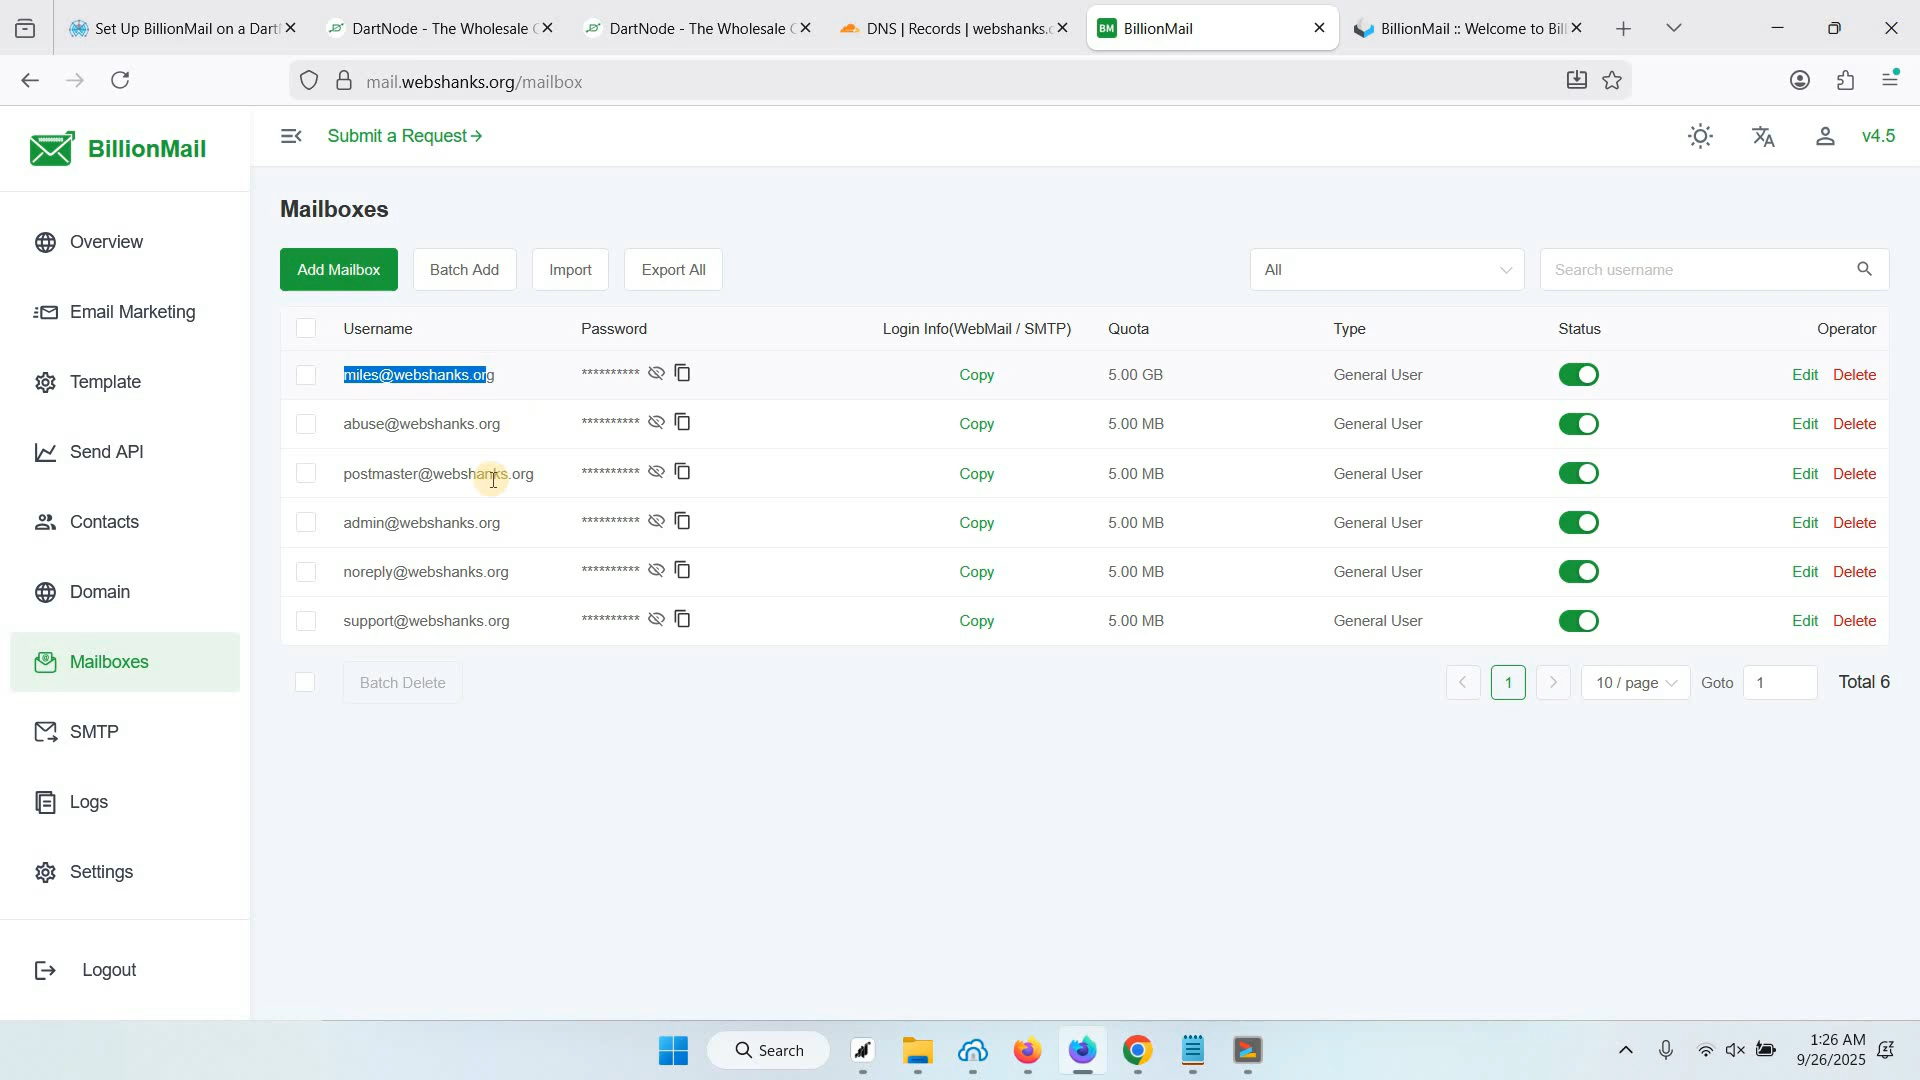 Set Up BillionMail on a Dart
DartNode - The Wholesale
DartNode - The Wholesale
DNS | Records | webshanks.
BM BillionMail
BillionMail :: Welcome to Bil
mail.webshanks.org/mailbox
BillionMail
Submit a Request
v4.5
Overview
Email Marketing
Template
Send API
Contacts
Domain
Mailboxes
SMTP
Logs
Settings
Logout
Mailboxes
Add Mailbox Batch Add Import Export All
All
Search username
Username Password Login Info(WebMail / SMTP) Quota Type Status Operator
miles@webshanks.org ********** Copy 5.00 GB General User Edit Delete
abuse@webshanks.org ********** Copy 5.00 MB General User Edit Delete
postmaster@webshanks.org ********** Copy 5.00 MB General User Edit Delete
admin@webshanks.org ********** Copy 5.00 MB General User Edit Delete
noreply@webshanks.org ********** Copy 5.00 MB General User Edit Delete
support@webshanks.org ********** Copy 5.00 MB General User Edit Delete
Batch Delete
1 10 / page Goto 1 Total 6
Search
1:26 AM
9/26/2025